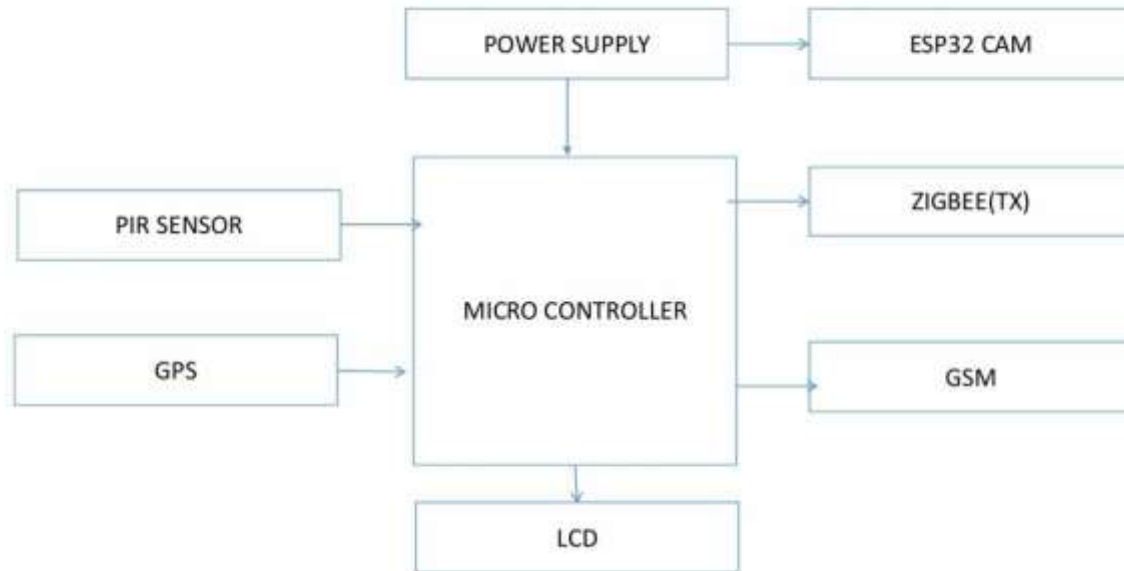 POWER SUPPLY
ESP32 CAM
PIR SENSOR
ZIGBEE(TX)
MICRO CONTROLLER
GPS
GSM
LCD